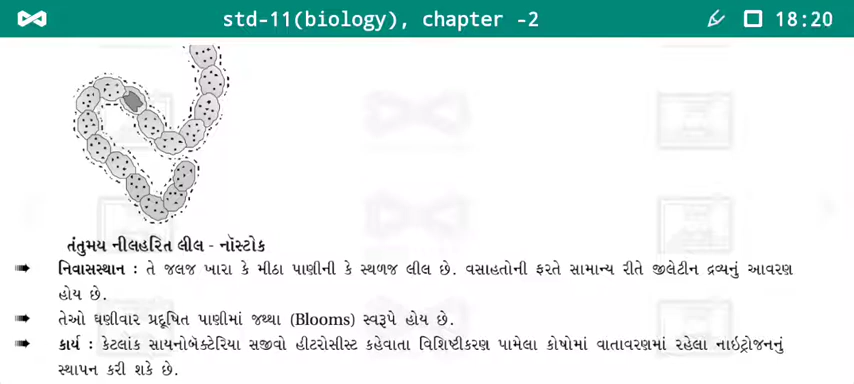 std-11(biology), chapter -2
18:20
તંતુમય નીલહરિત લીલ - નૉસ્ટોક
➠ નિવાસસ્થાન : તે જલજ ખારા કે મીઠા પાણીની કે સ્થળજ લીલ છે. વસાહતોની ફરતે સામાન્ય રીતે જીલેટીન દ્રવ્યનું આવરણ
હોય છે.
➠ તેઓ ઘણીવાર પ્રદૂષિત પાણીમાં જથ્થા (Blooms) સ્વરૂપે હોય છે.
➠ કાર્ય : કેટલાંક સાયનોબૅક્ટેરિયા સજીવો હીટરોસીસ્ટ કહેવાતા વિશિષ્ટીકરણ પામેલા કોષોમાં વાતાવરણમાં રહેલા નાઇટ્રોજનનું
સ્થાપન કરી શકે છે.